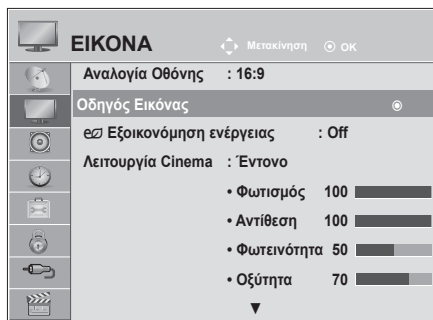 ΕΙΚΟΝΑ Μετακίνηση OK
Αναλογία Οθόνης : 16:9
Οδηγός Εικόνας
Εξοικονόμηση ενέργειας : Off
Λειτουργία Cinema : Έντονο
• Φωτισμός 100
• Αντίθεση 100
• Φωτεινότητα 50
• Οξύτητα 70